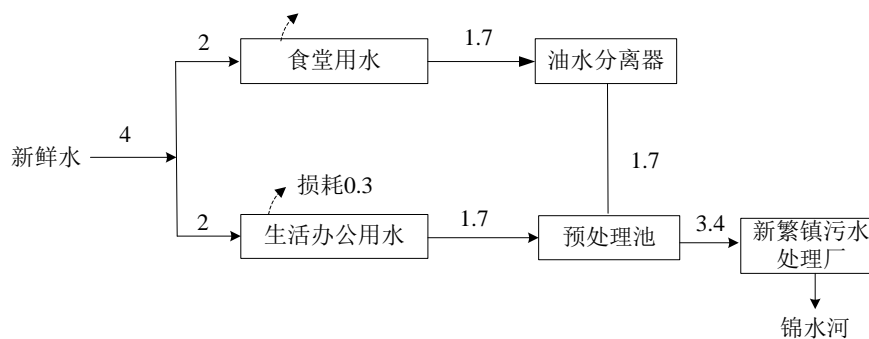 2
食堂用水
1.7
油水分离器
4
新鲜水
1.7
损耗0.3
2
生活办公用水
1.7
预处理池
3.4
新繁镇污水
处理厂
锦水河